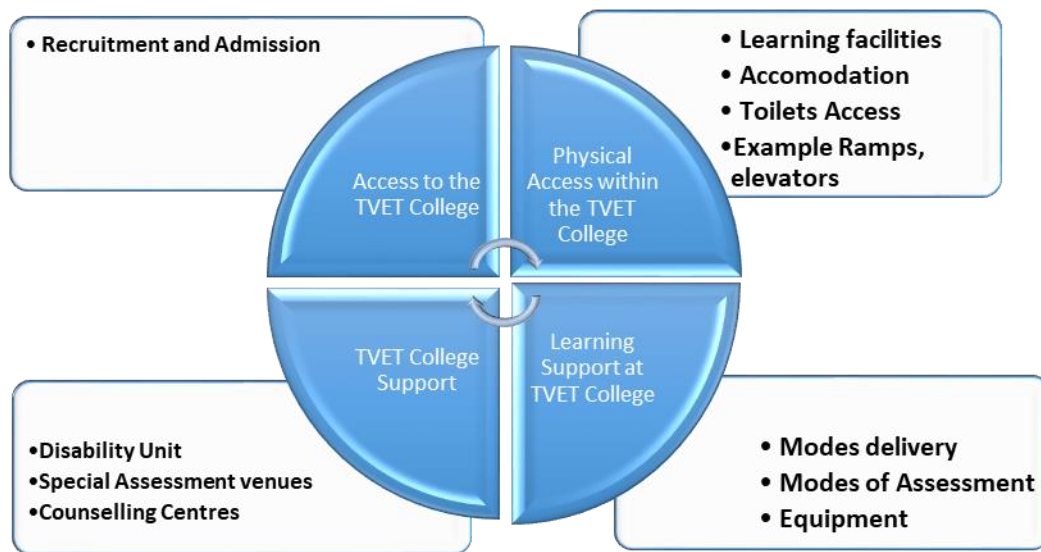 • Recruitment and Admission
• Learning facilities
• Accomodation
• Toilets Access
•Example Ramps,
elevators
Access to the
TVET College
Physical
Access within
the TVET
College
TVET College
Support
Learning
Support at
TVET College
•Disability Unit
•Special Assessment venues
•Counselling Centres
• Modes delivery
• Modes of Assessment
• Equipment